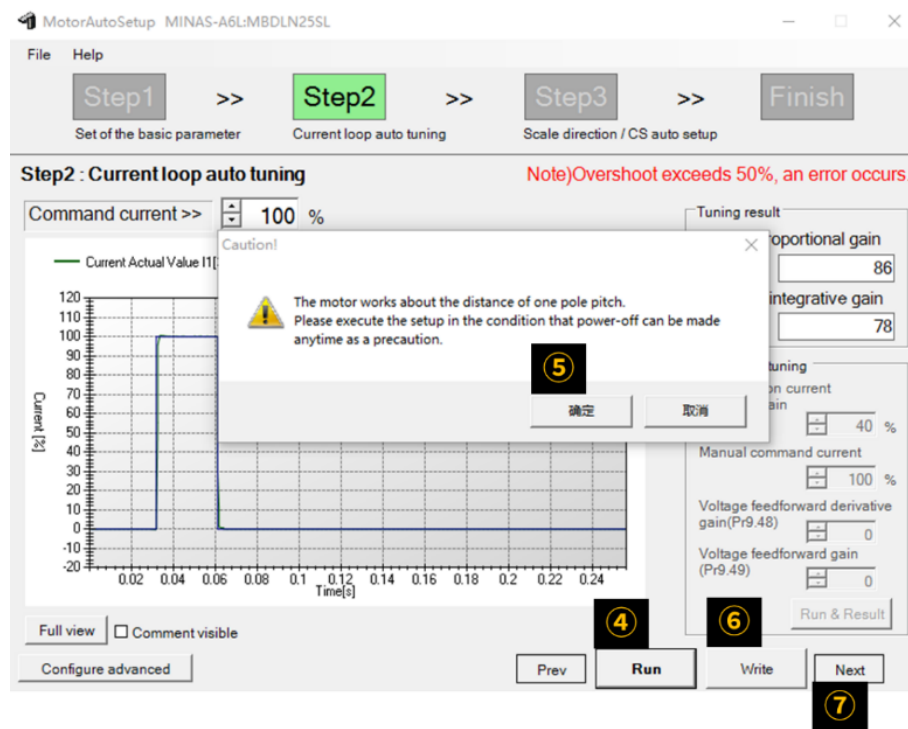 MotorAutoSetup MINAS-A6L:MBDLN25SL
File Help
Step1 >> Step2 >> Step3 >> Finish
Set of the basic parameter Current loop auto tuning Scale direction / CS auto setup
Step2 : Current loop auto tuning Note)Overshoot exceeds 50%, an error occurs.
Command current >> 100 %
Tuning result
Caution!
oportional gain
Current Actual Value I1[
86
The motor works about the distance of one pole pitch.
Please execute the setup in the condition that power-off can be made
anytime as a precaution.
integrative gain
78
⑤
确定 取消
tuning
on current
ain
40 %
Manual command current
100 %
Voltage feedforward derivative
gain(Pr9.48)
0
Voltage feedforward gain
(Pr9.49)
0
Run & Result
Current [%]
120
110
100
90
80
70
60
50
40
30
20
10
0
-10
-20
0.02 0.04 0.06 0.08 0.1 0.12 0.14 0.16 0.18 0.2 0.22 0.24
Time[s]
④ ⑥
Full view Comment visible
Configure advanced Prev Run Write Next
⑦